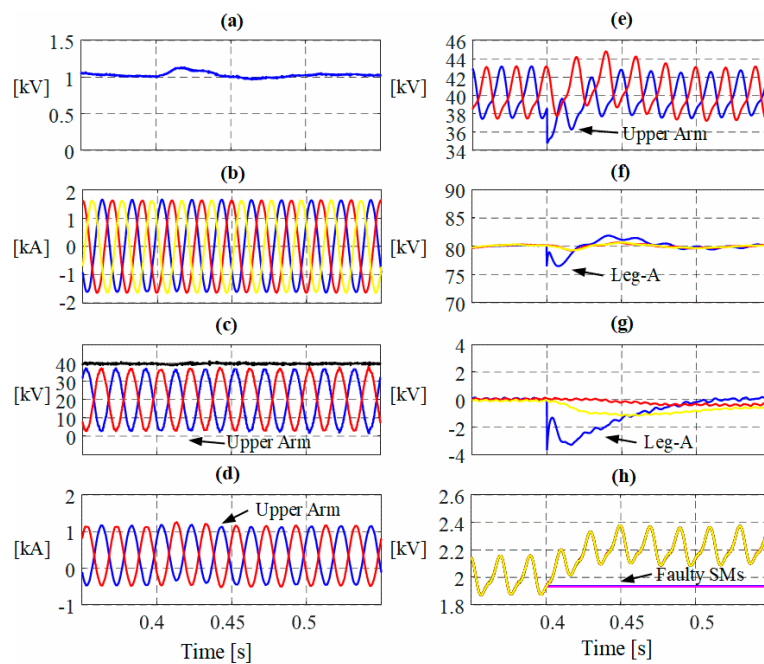 (a)
1.5
1
0.5
0
[kV]
(b)
2
1
0
-1
-2
[kA]
(c)
40
30
20
10
0
[kV]
Upper Arm
(d)
2
1
0
-1
[kA]
Upper Arm
0.4
0.45
0.5
Time [s]
(e)
46
44
42
40
38
36
34
[kV]
Upper Arm
(f)
90
85
80
75
70
[kV]
Leg-A
(g)
4
2
0
-2
-4
[kV]
Leg-A
(h)
2.6
2.4
2.2
2
1.8
[kV]
Faulty SMs
0.4
0.45
0.5
Time [s]